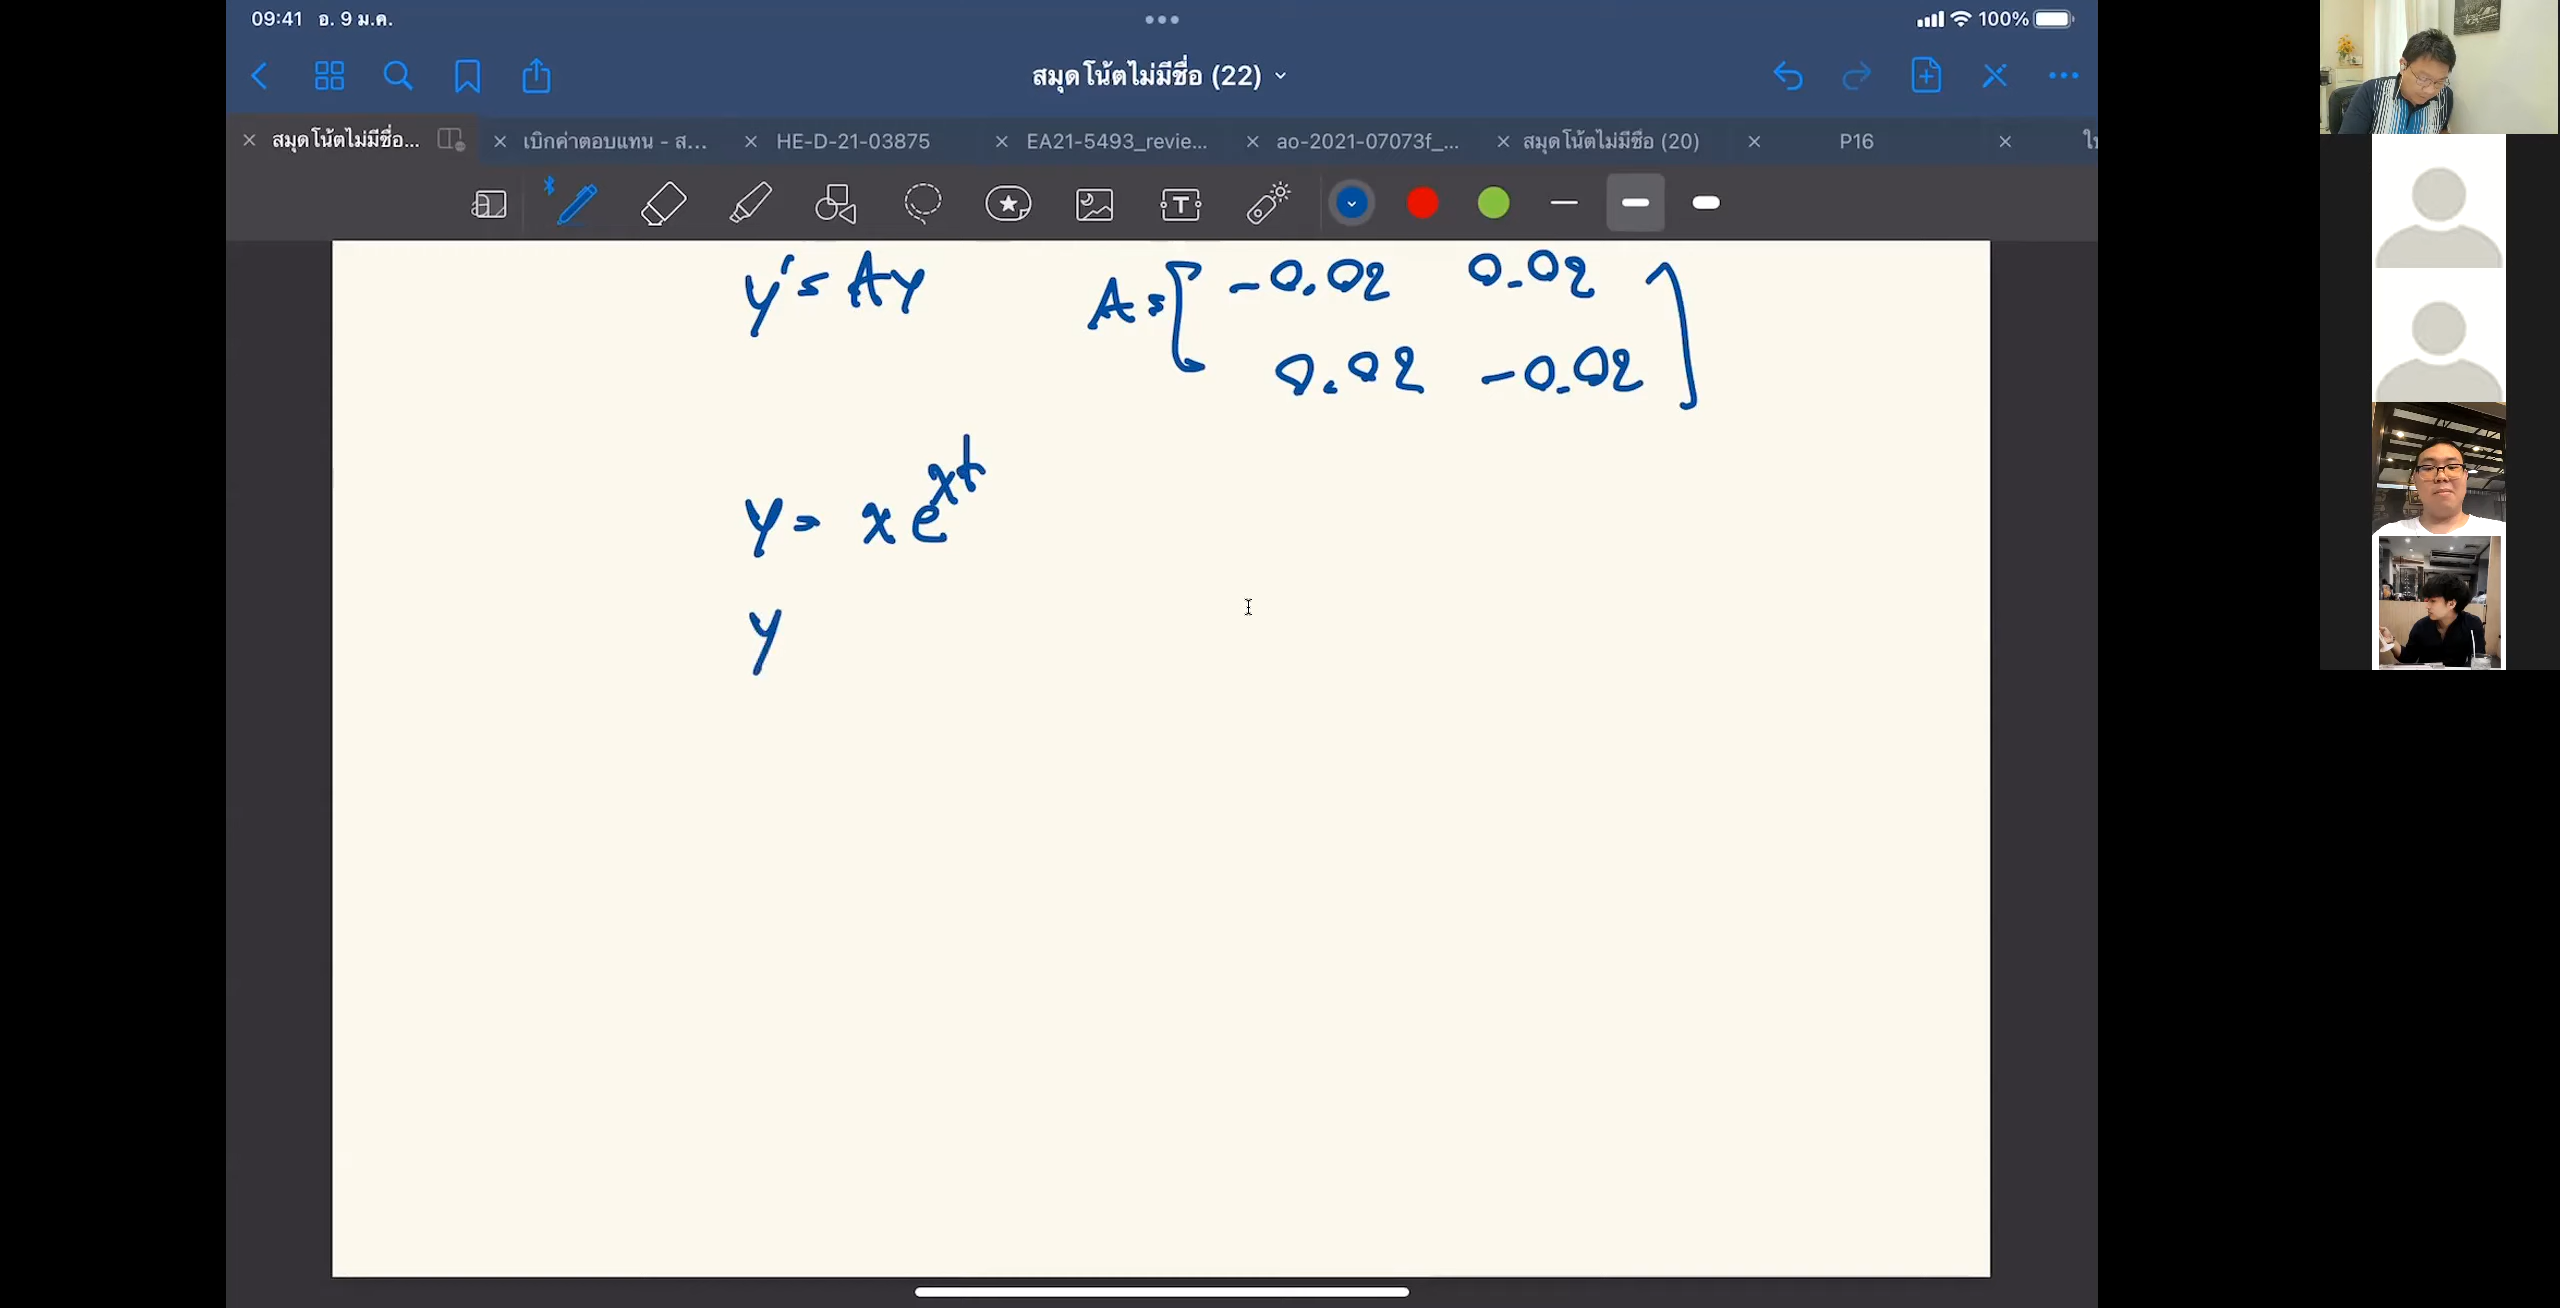 09:41 อ. 9 ม.ค. 100%
สมุดโน้ตไม่มีชื่อ (22)
สมุดโน้ตไม่มีชื่อ... เบิกค่าตอบแทน - ส... HE-D-21-03875 EA21-5493_revie... ao-2021-07073f_... สมุดโน้ตไม่มีชื่อ (20) P16
y' = Ay A = [ -0.02 0.02
0.02 -0.02 ]
y = x e^{λt}
y